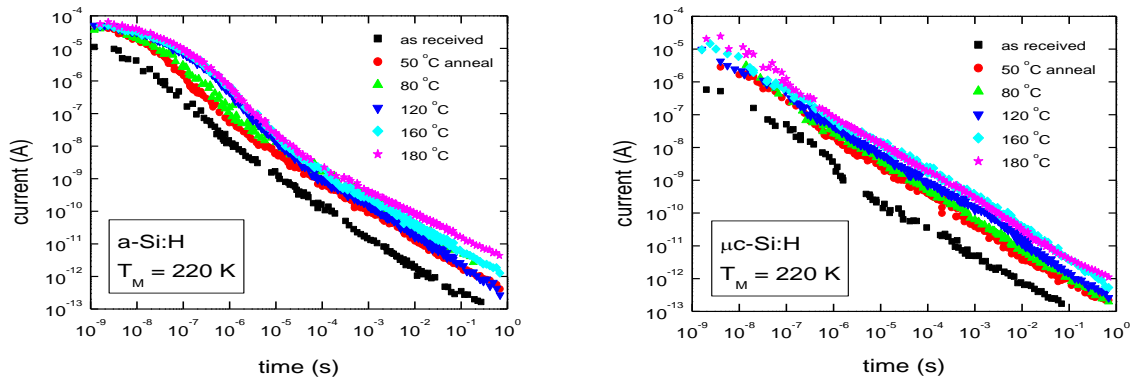 10⁻⁴
10⁻⁵
10⁻⁶
10⁻⁷
10⁻⁸
10⁻⁹
10⁻¹⁰
10⁻¹¹
10⁻¹²
10⁻¹³
current (A)
as received
50 °C anneal
80 °C
120 °C
160 °C
180 °C
a-Si:H
T_M = 220 K
10⁻⁹ 10⁻⁸ 10⁻⁷ 10⁻⁶ 10⁻⁵ 10⁻⁴ 10⁻³ 10⁻² 10⁻¹ 10⁰
time (s)
10⁻⁴
10⁻⁵
10⁻⁶
10⁻⁷
10⁻⁸
10⁻⁹
10⁻¹⁰
10⁻¹¹
10⁻¹²
10⁻¹³
current (A)
as received
50 °C anneal
80 °C
120 °C
160 °C
180 °C
μc-Si:H
T_M = 220 K
10⁻⁹ 10⁻⁸ 10⁻⁷ 10⁻⁶ 10⁻⁵ 10⁻⁴ 10⁻³ 10⁻² 10⁻¹ 10⁰
time (s)